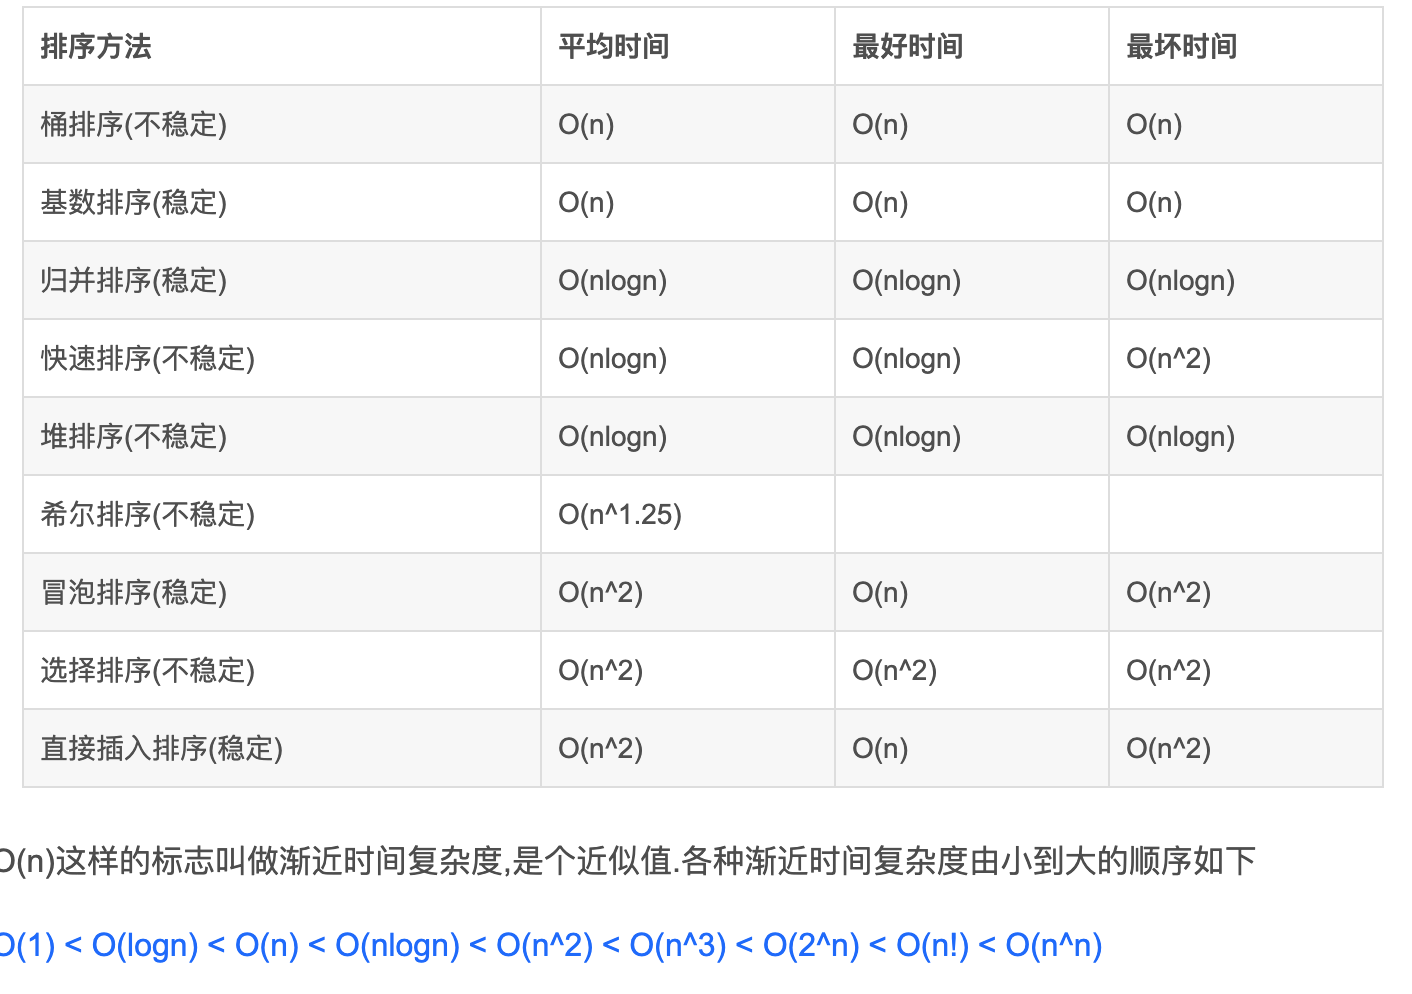 排序方法 平均时间 最好时间 最坏时间
桶排序(不稳定) O(n) O(n) O(n)
基数排序(稳定) O(n) O(n) O(n)
归并排序(稳定) O(nlogn) O(nlogn) O(nlogn)
快速排序(不稳定) O(nlogn) O(nlogn) O(n^2)
堆排序(不稳定) O(nlogn) O(nlogn) O(nlogn)
希尔排序(不稳定) O(n^1.25)
冒泡排序(稳定) O(n^2) O(n) O(n^2)
选择排序(不稳定) O(n^2) O(n^2) O(n^2)
直接插入排序(稳定) O(n^2) O(n) O(n^2)
O(n)这样的标志叫做渐近时间复杂度,是个近似值.各种渐近时间复杂度由小到大的顺序如下
O(1) < O(logn) < O(n) < O(nlogn) < O(n^2) < O(n^3) < O(2^n) < O(n!) < O(n^n)